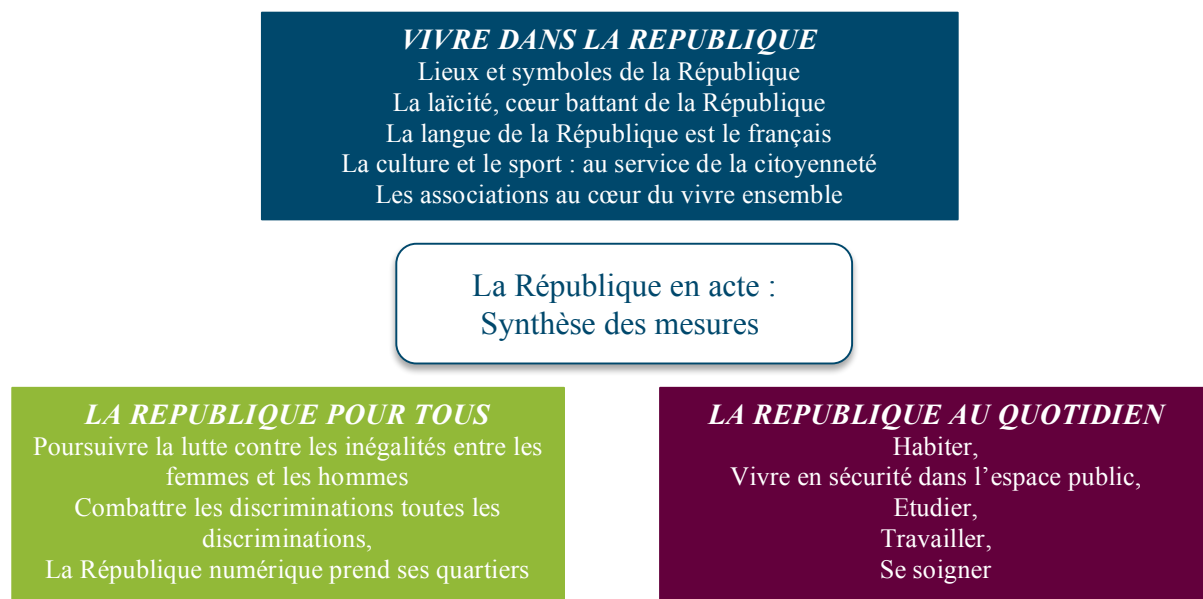 VIVRE DANS LA REPUBLIQUE
Lieux et symboles de la République
La laïcité, cœur battant de la République
La langue de la République est le français
La culture et le sport : au service de la citoyenneté
Les associations au cœur du vivre ensemble
La République en acte :
Synthèse des mesures
LA REPUBLIQUE POUR TOUS
Poursuivre la lutte contre les inégalités entre les
femmes et les hommes
Combattre les discriminations toutes les
discriminations,
La République numérique prend ses quartiers
LA REPUBLIQUE AU QUOTIDIEN
Habiter,
Vivre en sécurité dans l’espace public,
Etudier,
Travailler,
Se soigner